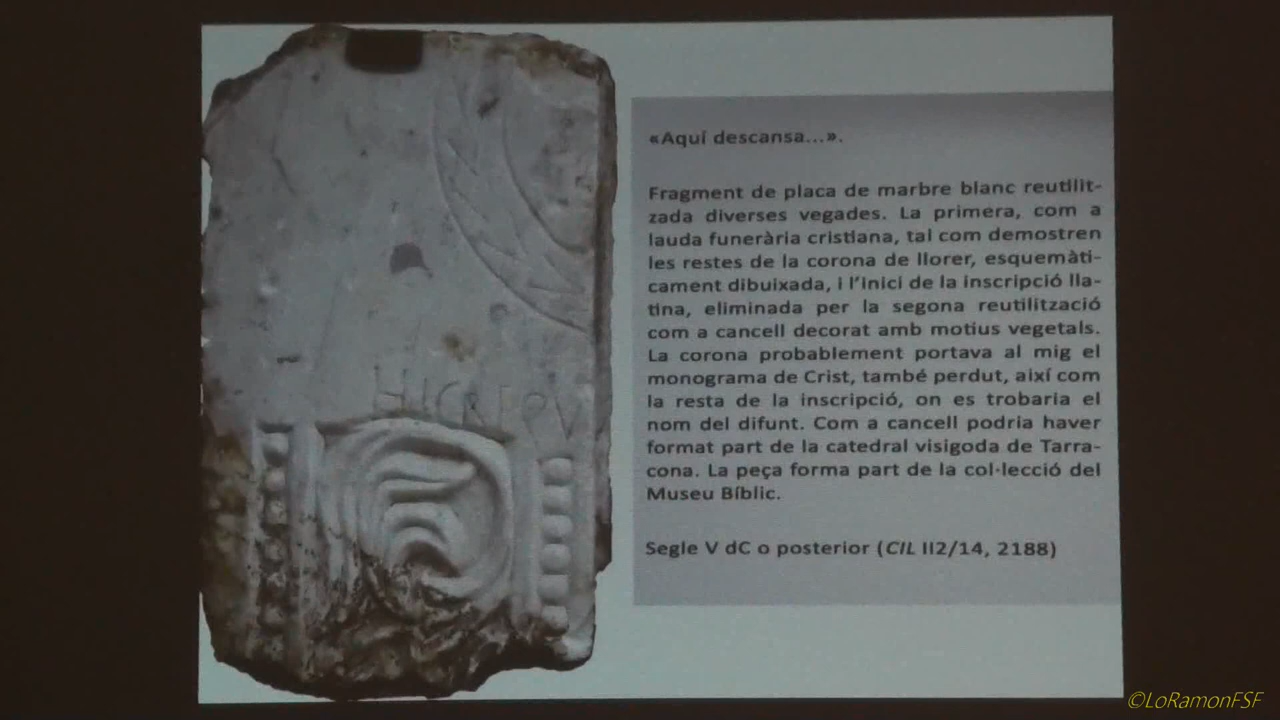 «Aquí descansa...».
Fragment de placa de marbre blanc reutilit-
zada diverses vegades. La primera, com a
lauda funerària cristiana, tal com demostren
les restes de la corona de llorer, esquemàti-
cament dibuixada, i l'inici de la inscripció lla-
tina, eliminada per la segona reutilització
com a cancell decorat amb motius vegetals.
La corona probablement portava al mig el
monograma de Crist, també perdut, així com
la resta de la inscripció, on es trobaria el
nom del difunt. Com a cancell podria haver
format part de la catedral visigoda de Tarra-
cona. La peça forma part de la col·lecció del
Museu Bíblic.
Segle V dC o posterior (CIL II2/14, 2188)
HICREQV
©LoRamonFSF